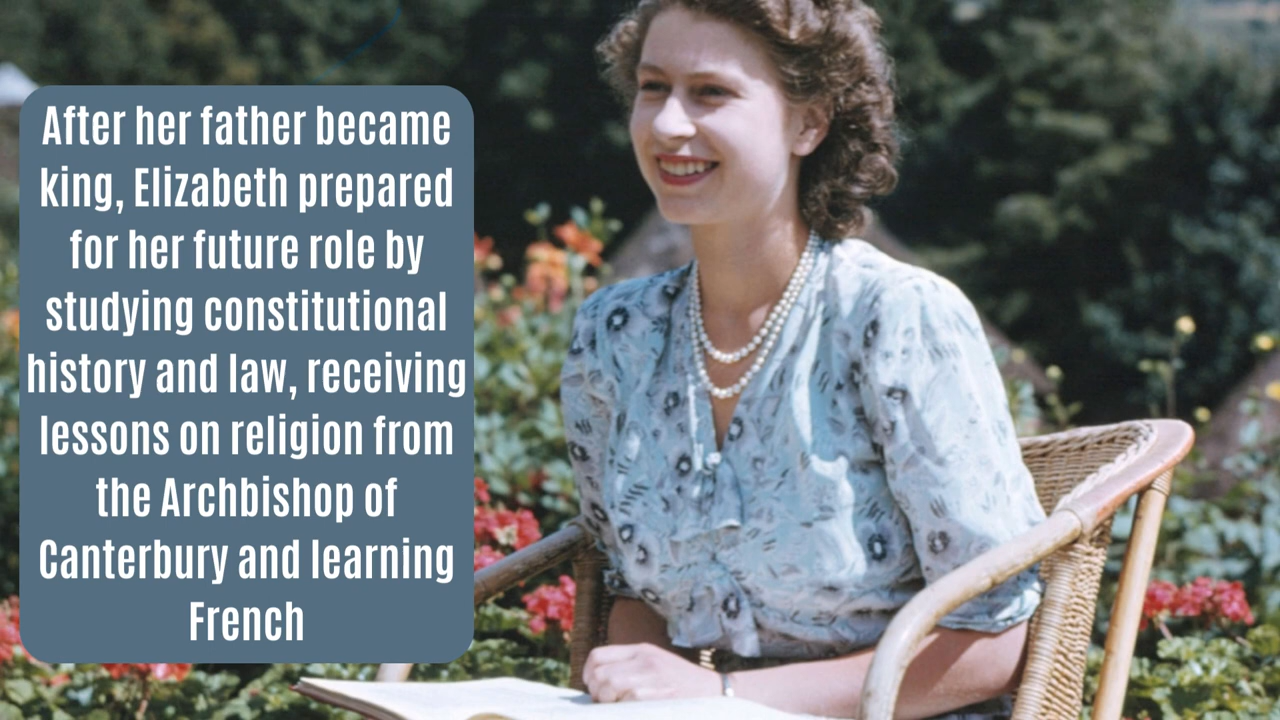 After her father became
king, Elizabeth prepared
for her future role by
studying constitutional
history and law, receiving
lessons on religion from
the Archbishop of
Canterbury and learning
French